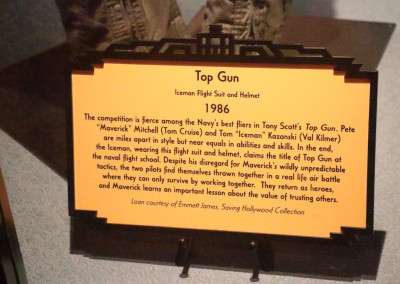 Top Gun
Iceman Flight Suit and Helmet
1986
The competition is fierce among the Navy's best fliers in Tony Scott's Top Gun. Pete
"Maverick" Mitchell (Tom Cruise) and Tom "Iceman" Kazanski (Val Kilmer)
are miles apart in style but near equals in abilities and skills. In the end,
the Iceman, wearing this flight suit and helmet, claims the title of Top Gun at
the naval flight school. Despite his disregard for Maverick's wildly unpredictable
tactics, the two pilots find themselves thrown together in a real life air battle
where they can only survive by working together. They return as heroes,
and Maverick learns an important lesson about the value of trusting others.
Loan courtesy of Emmett James, Saving Hollywood Collection